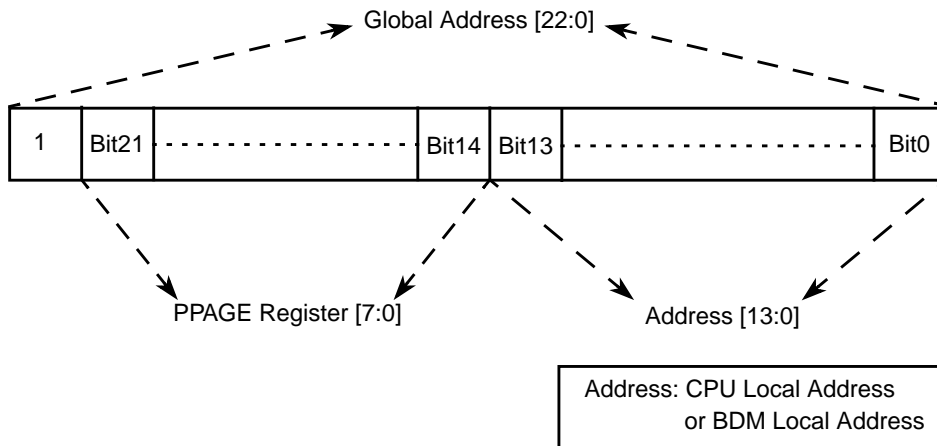 Global Address [22:0]
1 Bit21 Bit14 Bit13 Bit0
PPAGE Register [7:0]
Address [13:0]
Address: CPU Local Address
or BDM Local Address